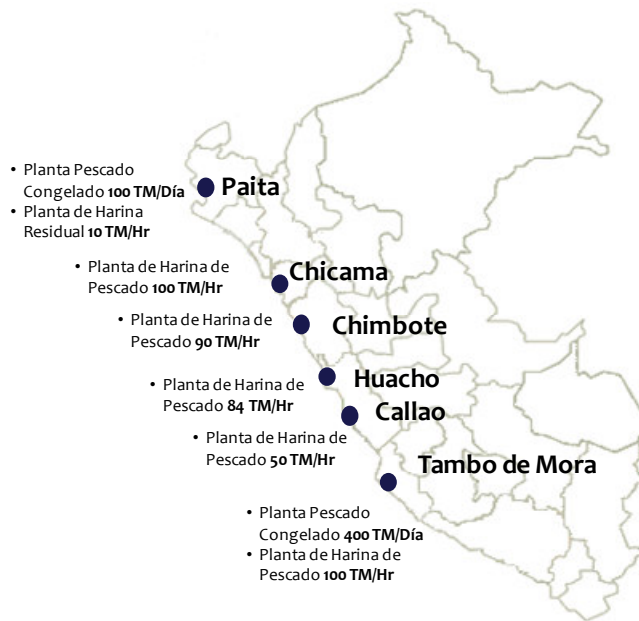 • Planta Pescado
Congelado 100 TM/Día
• Planta de Harina
Residual 10 TM/Hr
Paita
• Planta de Harina de
Pescado 100 TM/Hr
Chicama
• Planta de Harina de
Pescado 90 TM/Hr
Chimbote
• Planta de Harina de
Pescado 84 TM/Hr
Huacho
• Planta de Harina de
Pescado 50 TM/Hr
Callao
Tambo de Mora
• Planta Pescado
Congelado 400 TM/Día
• Planta de Harina de
Pescado 100 TM/Hr